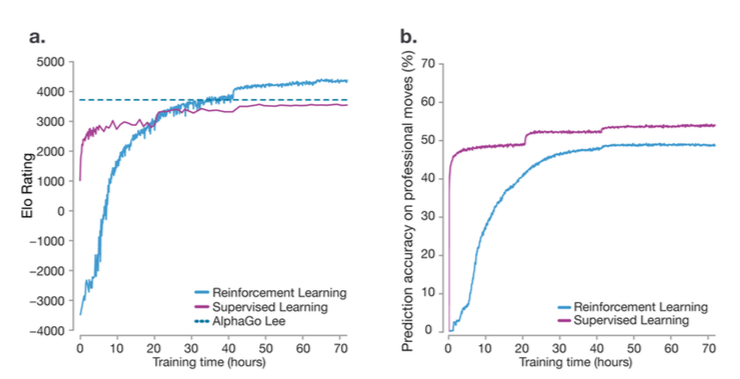 a.
5000
4000
3000
2000
1000
0
−1000
−2000
−3000
−4000
Elo Rating
0 10 20 30 40 50 60 70
Training time (hours)
Reinforcement Learning
Supervised Learning
AlphaGo Lee
b.
70
60
50
40
30
20
10
0
Prediction accuracy on professional moves (%)
0 10 20 30 40 50 60 70
Training time (hours)
Reinforcement Learning
Supervised Learning